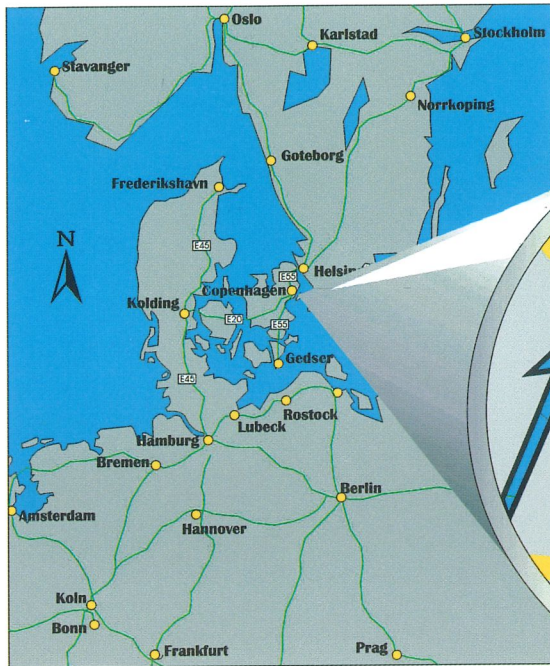 Oslo
Karlstad
Stockholm
Stavanger
Norrkoping
Goteborg
Frederikshavn
N
E45
Helsin
E55
Copenhagen
Kolding
E20
E55
Gedser
E45
Rostock
Lubeck
Hamburg
Bremen
Berlin
Amsterdam
Hannover
Koln
Bonn
Frankfurt
Prag